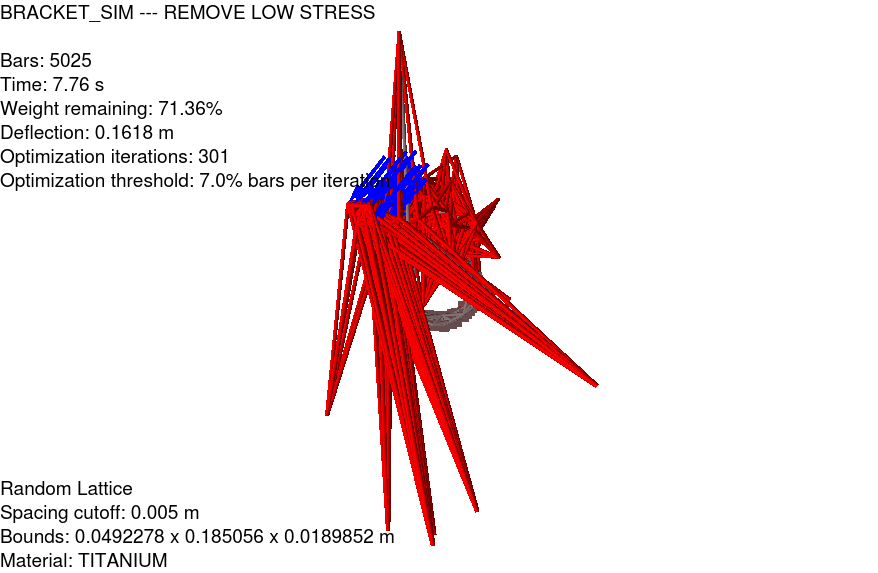 BRACKET_SIM --- REMOVE LOW STRESS
Bars: 5025
Time: 7.76 s
Weight remaining: 71.36%
Deflection: 0.1618 m
Optimization iterations: 301
Optimization threshold: 7.0% bars per iteration
Random Lattice
Spacing cutoff: 0.005 m
Bounds: 0.0492278 x 0.185056 x 0.0189852 m
Material: TITANIUM